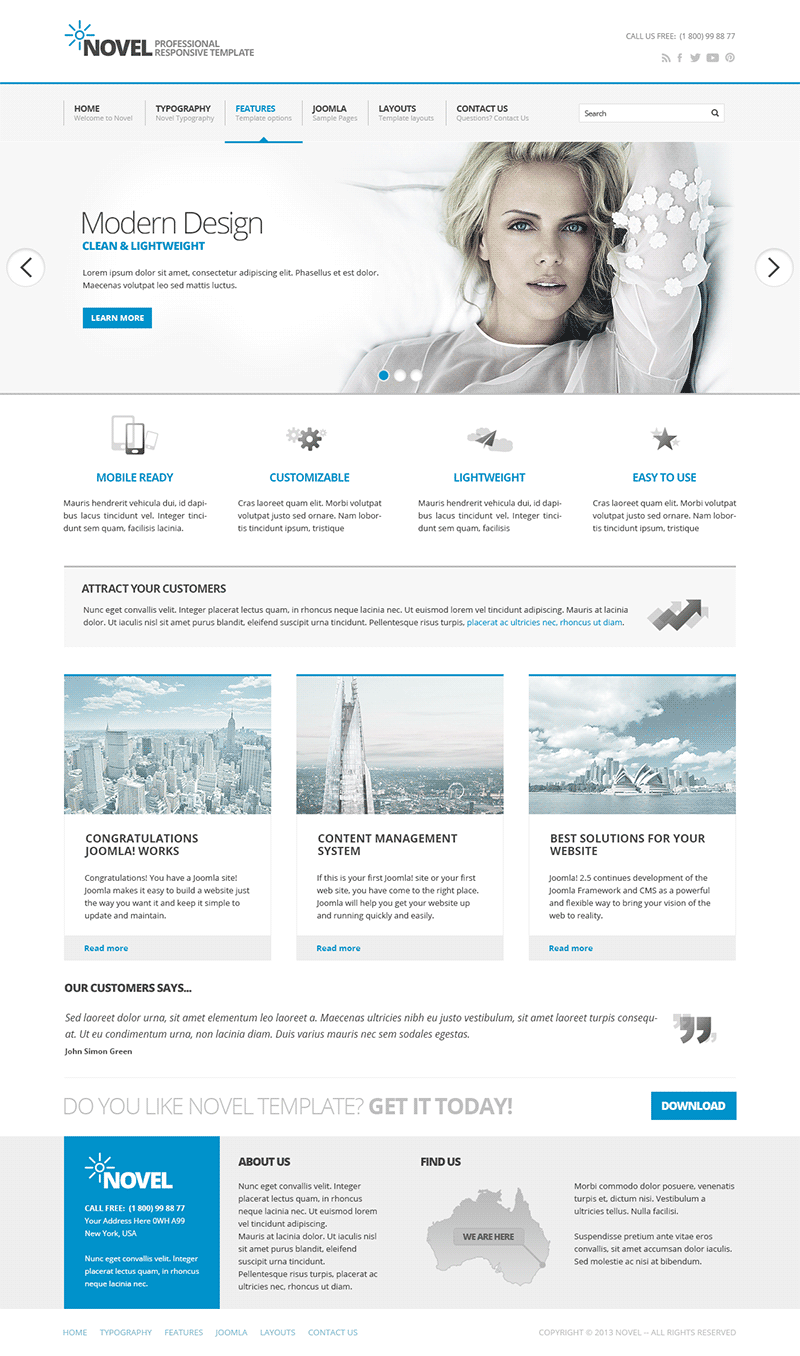 NOVEL PROFESSIONAL
RESPONSIVE TEMPLATE
CALL US FREE: (1 800) 99 88 77
HOME
Welcome to Novel
TYPOGRAPHY
Novel Typography
FEATURES
Template options
JOOMLA
Sample Pages
LAYOUTS
Template layouts
CONTACT US
Questions? Contact Us
Search
Modern Design
CLEAN & LIGHTWEIGHT
Lorem ipsum dolor sit amet, consectetur adipiscing elit. Phasellus et est dolor.
Maecenas volutpat leo sed mattis luctus.
LEARN MORE
MOBILE READY
Mauris hendrerit vehicula dui, id dapi-
bus lacus tincidunt vel. Integer tinci-
dunt sem quam, facilisis lacinia.
CUSTOMIZABLE
Cras laoreet quam elit. Morbi volutpat
volutpat justo sed ornare. Nam lobor-
tis tincidunt ipsum, tristique
LIGHTWEIGHT
Mauris hendrerit vehicula dui, id dapi-
bus lacus tincidunt vel. Integer tinci-
dunt sem quam, facilisis
EASY TO USE
Cras laoreet quam elit. Morbi volutpat
volutpat justo sed ornare. Nam lobor-
tis tincidunt ipsum, tristique
ATTRACT YOUR CUSTOMERS
Nunc eget convallis velit. Integer placerat lectus quam, in rhoncus neque lacinia nec. Ut euismod lorem vel tincidunt adipiscing. Mauris at lacinia
dolor. Ut iaculis nisl sit amet purus blandit, eleifend suscipit urna tincidunt. Pellentesque risus turpis, placerat ac ultricies nec, rhoncus ut diam.
CONGRATULATIONS
JOOMLA! WORKS
Congratulations! You have a Joomla site!
Joomla makes it easy to build a website just
the way you want it and keep it simple to
update and maintain.
Read more
CONTENT MANAGEMENT
SYSTEM
If this is your first Joomla! site or your first
web site, you have come to the right place.
Joomla will help you get your website up
and running quickly and easily.
Read more
BEST SOLUTIONS FOR YOUR
WEBSITE
Joomla! 2.5 continues development of the
Joomla Framework and CMS as a powerful
and flexible way to bring your vision of the
web to reality.
Read more
OUR CUSTOMERS SAYS...
Sed laoreet dolor urna, sit amet elementum leo laoreet a. Maecenas ultricies nibh eu justo vestibulum, sit amet laoreet turpis consequ-
at. Ut eu condimentum urna, non lacinia diam. Duis varius mauris nec sem sodales egestas.
John Simon Green
DO YOU LIKE NOVEL TEMPLATE? GET IT TODAY!
DOWNLOAD
NOVEL
CALL FREE: (1 800) 99 88 77
Your Address Here 0WH A99
New York, USA
Nunc eget convallis velit. Integer
placerat lectus quam, in rhoncus
neque lacinia nec.
ABOUT US
Nunc eget convallis velit. Integer
placerat lectus quam, in rhoncus
neque lacinia nec. Ut euismod lorem
vel tincidunt adipiscing.
Mauris at lacinia dolor. Ut iaculis nisl
sit amet purus blandit, eleifend
suscipit urna tincidunt.
Pellentesque risus turpis, placerat ac
ultricies nec, rhoncus ut diam.
FIND US
WE ARE HERE
Morbi commodo dolor posuere, venenatis
turpis et, dictum nisi. Vestibulum a
ultricies tellus. Nulla facilisi.
Suspendisse pretium ante vitae eros
convallis, sit amet accumsan dolor iaculis.
Sed molestie ac nisi at bibendum.
HOME TYPOGRAPHY FEATURES JOOMLA LAYOUTS CONTACT US
COPYRIGHT © 2013 NOVEL – ALL RIGHTS RESERVED